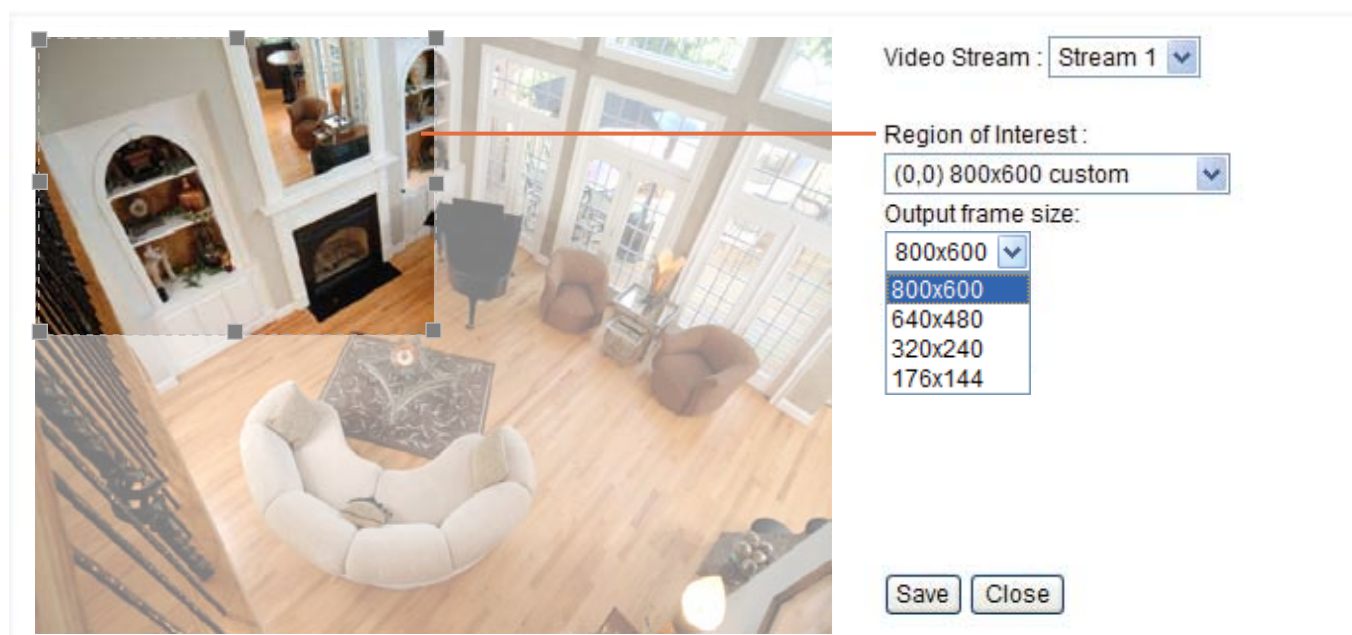 Video Stream : Stream 1
Region of Interest :
(0,0) 800x600 custom
Output frame size:
800x600
800x600
640x480
320x240
176x144
Save Close